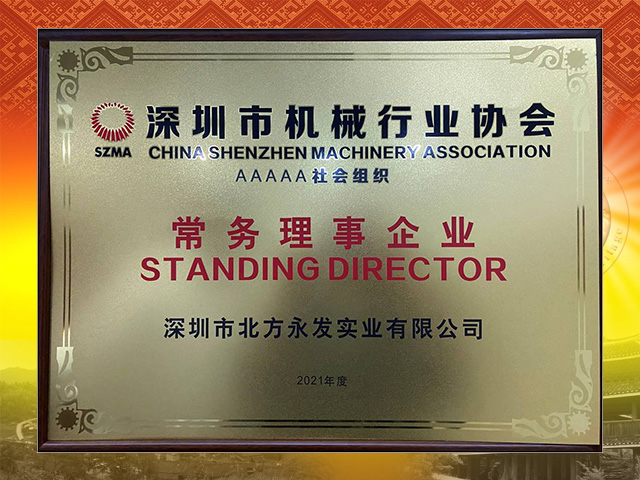 深圳市机械行业协会
SZMA
CHINA SHENZHEN MACHINERY ASSOCIATION
AAAAA社会组织
常务理事企业
STANDING DIRECTOR
深圳市北方永发实业有限公司
2021年度